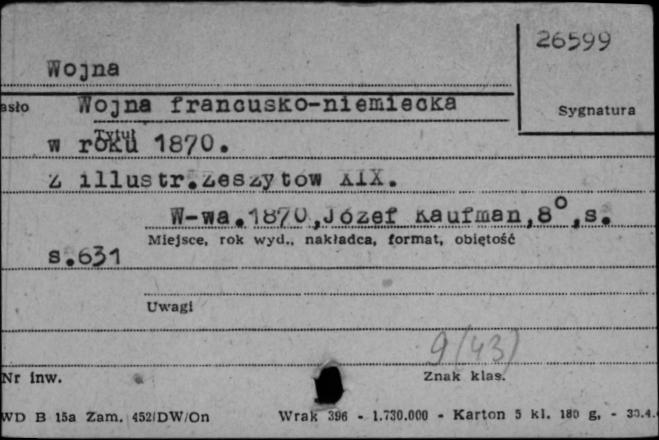 26599
Wojna
asło Wojna francusko-niemiecka
Sygnatura
Tytuł
w roku 1870.
Z illustr.Zeszytów XIX.
W-wa.1870,Józef Kaufman,8°,s.
Miejsce, rok wyd., nakładca, format, objętość
s.631
Uwagi
9(43)
Nr inw. Znak klas.
WD B 15a Zam. 452/DW/On Wrak 396 - 1.730.000 - Karton 5 kl. 180 g. - 30.4.